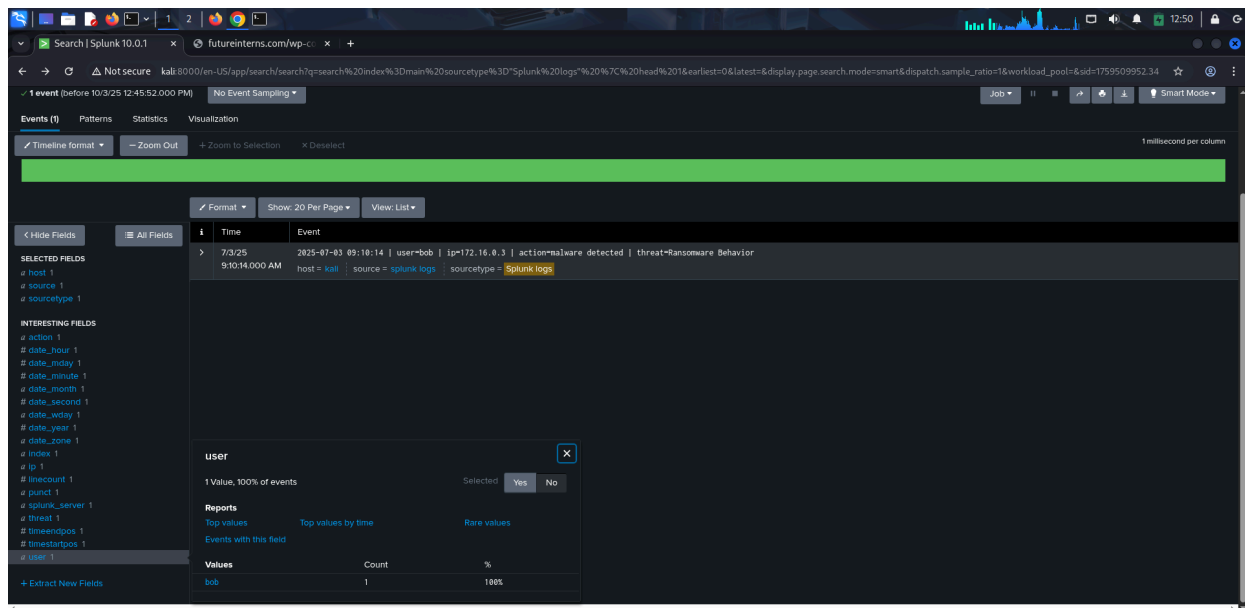 1 2 12:50
Search | Splunk 10.0.1 × futureinterns.com/wp-co × +
Not secure kali:8000/en-US/app/search/search?q=search%20index%3Dmain%20sourcetype%3D"Splunk%20logs"%20%7C%20head%201&earliest=0&latest=&display.page.search.mode=smart&dispatch.sample_ratio=1&workload_pool=&sid=1759509952.34
✓ 1 event (before 10/3/25 12:45:52.000 PM) No Event Sampling Job Smart Mode
Events (1) Patterns Statistics Visualization
Timeline format — Zoom Out + Zoom to Selection × Deselect 1 millisecond per column
Format Show: 20 Per Page View: List
< Hide Fields All Fields i Time Event
> 7/3/25 2025-07-03 09:10:14 | user=bob | ip=172.16.0.3 | action=malware detected | threat=Ransomware Behavior
9:10:14.000 AM host = kali source = splunk logs sourcetype = Splunk logs
SELECTED FIELDS
a host 1
a source 1
a sourcetype 1
INTERESTING FIELDS
a action 1
# date_hour 1
# date_mday 1
# date_minute 1
a date_month 1
# date_second 1
a date_wday 1
# date_year 1
a date_zone 1
a index 1
a ip 1
# linecount 1
a punct 1
a splunk_server 1
a threat 1
# timeendpos 1
# timestartpos 1
a user 1
+ Extract New Fields
user ×
1 Value, 100% of events Selected Yes No
Reports
Top values Top values by time Rare values
Events with this field
Values Count %
bob 1 100%